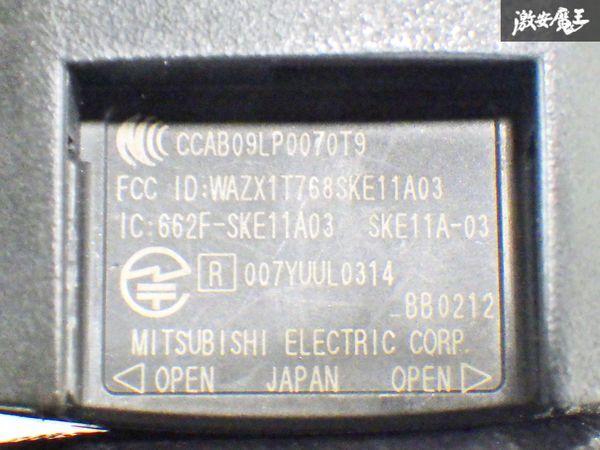 激安魔王
CCAB09LP0070T9
FCC ID:WAZX1T768SKE11A03
IC:662F-SKE11A03 SKE11A-03
R 007YUUL0314
BB0212
MITSUBISHI ELECTRIC CORP.
OPEN JAPAN OPEN